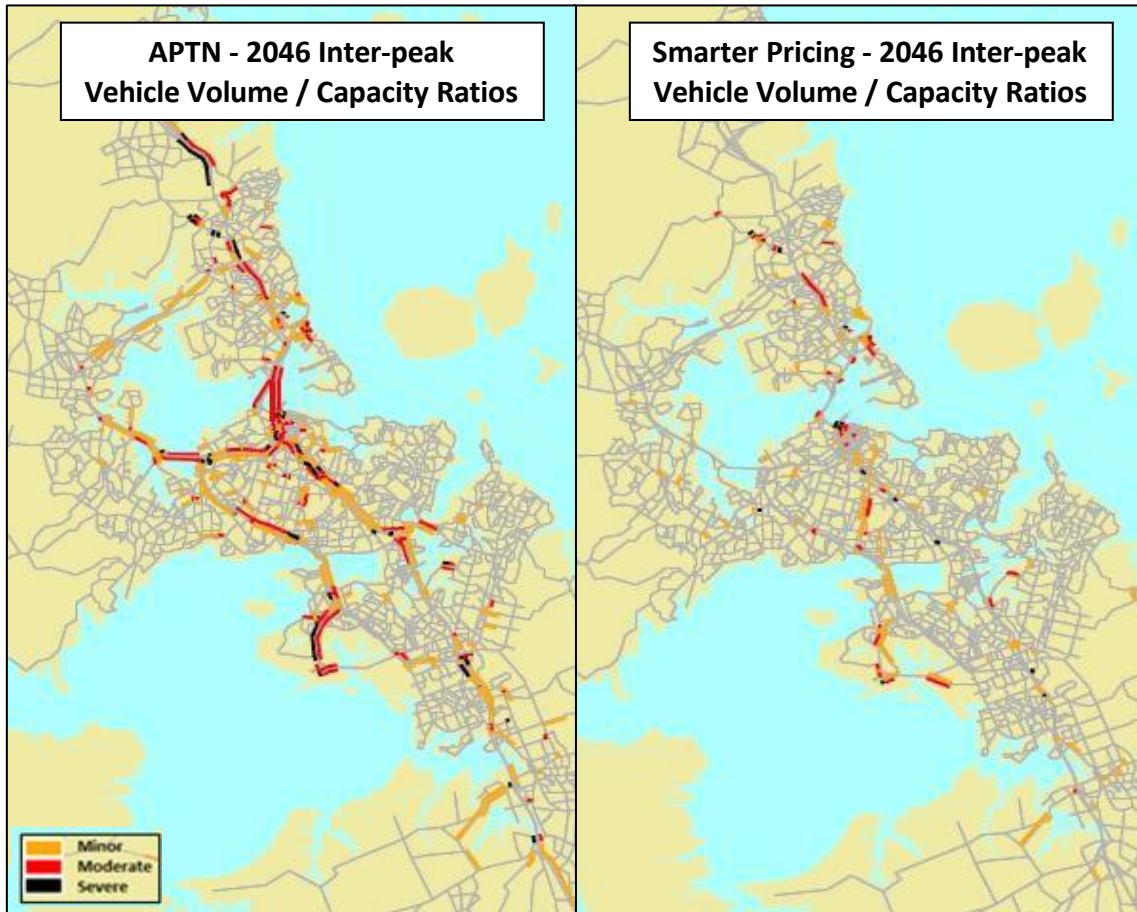 APTN - 2046 Inter-peak
Vehicle Volume / Capacity Ratios
Smarter Pricing - 2046 Inter-peak
Vehicle Volume / Capacity Ratios
Minor
Moderate
Severe